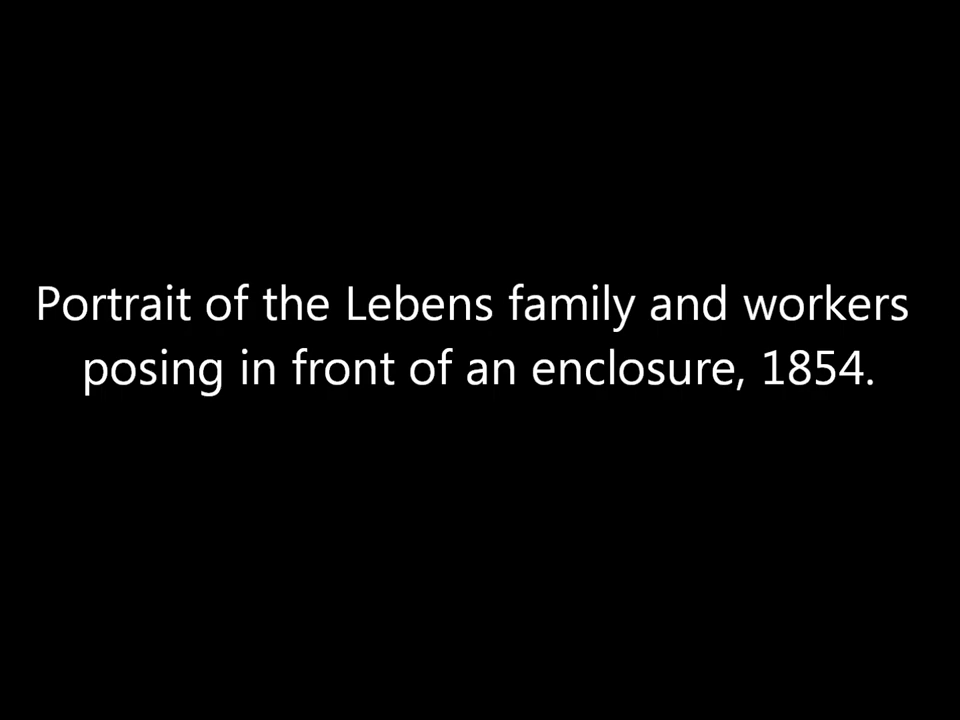 Portrait of the Lebens family and workers
posing in front of an enclosure, 1854.